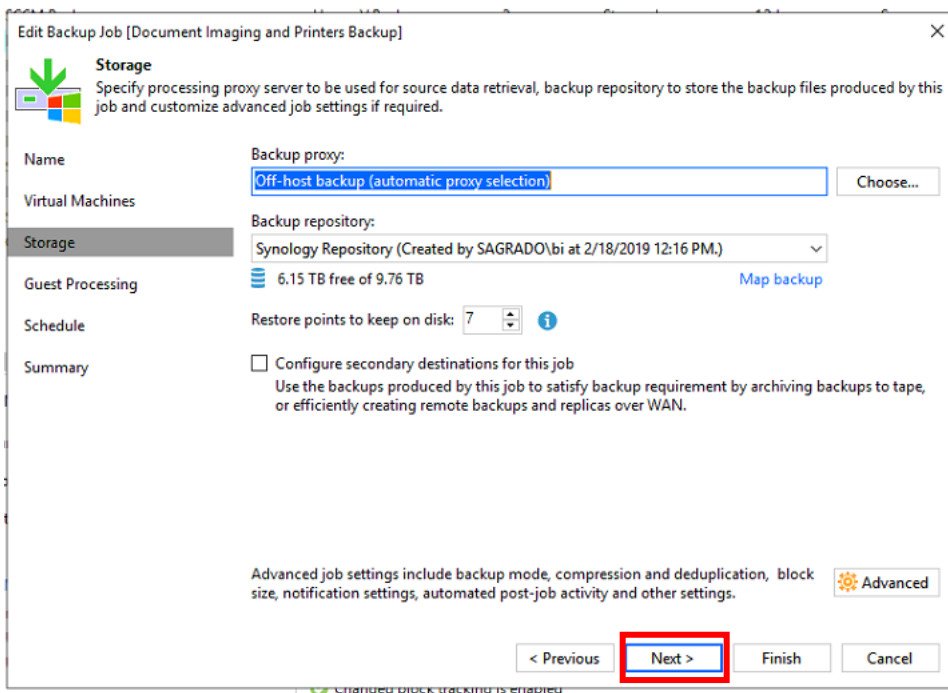 Edit Backup Job [Document Imaging and Printers Backup]
Storage
Specify processing proxy server to be used for source data retrieval, backup repository to store the backup files produced by this
job and customize advanced job settings if required.
Name
Virtual Machines
Storage
Guest Processing
Schedule
Summary
Backup proxy:
Off-host backup (automatic proxy selection)
Choose...
Backup repository:
Synology Repository (Created by SAGRADO\bi at 2/18/2019 12:16 PM.)
6.15 TB free of 9.76 TB
Map backup
Restore points to keep on disk: 7
Configure secondary destinations for this job
Use the backups produced by this job to satisfy backup requirement by archiving backups to tape,
or efficiently creating remote backups and replicas over WAN.
Advanced job settings include backup mode, compression and deduplication, block
size, notification settings, automated post-job activity and other settings.
Advanced
< Previous
Next >
Finish
Cancel
Changed block tracking is enabled